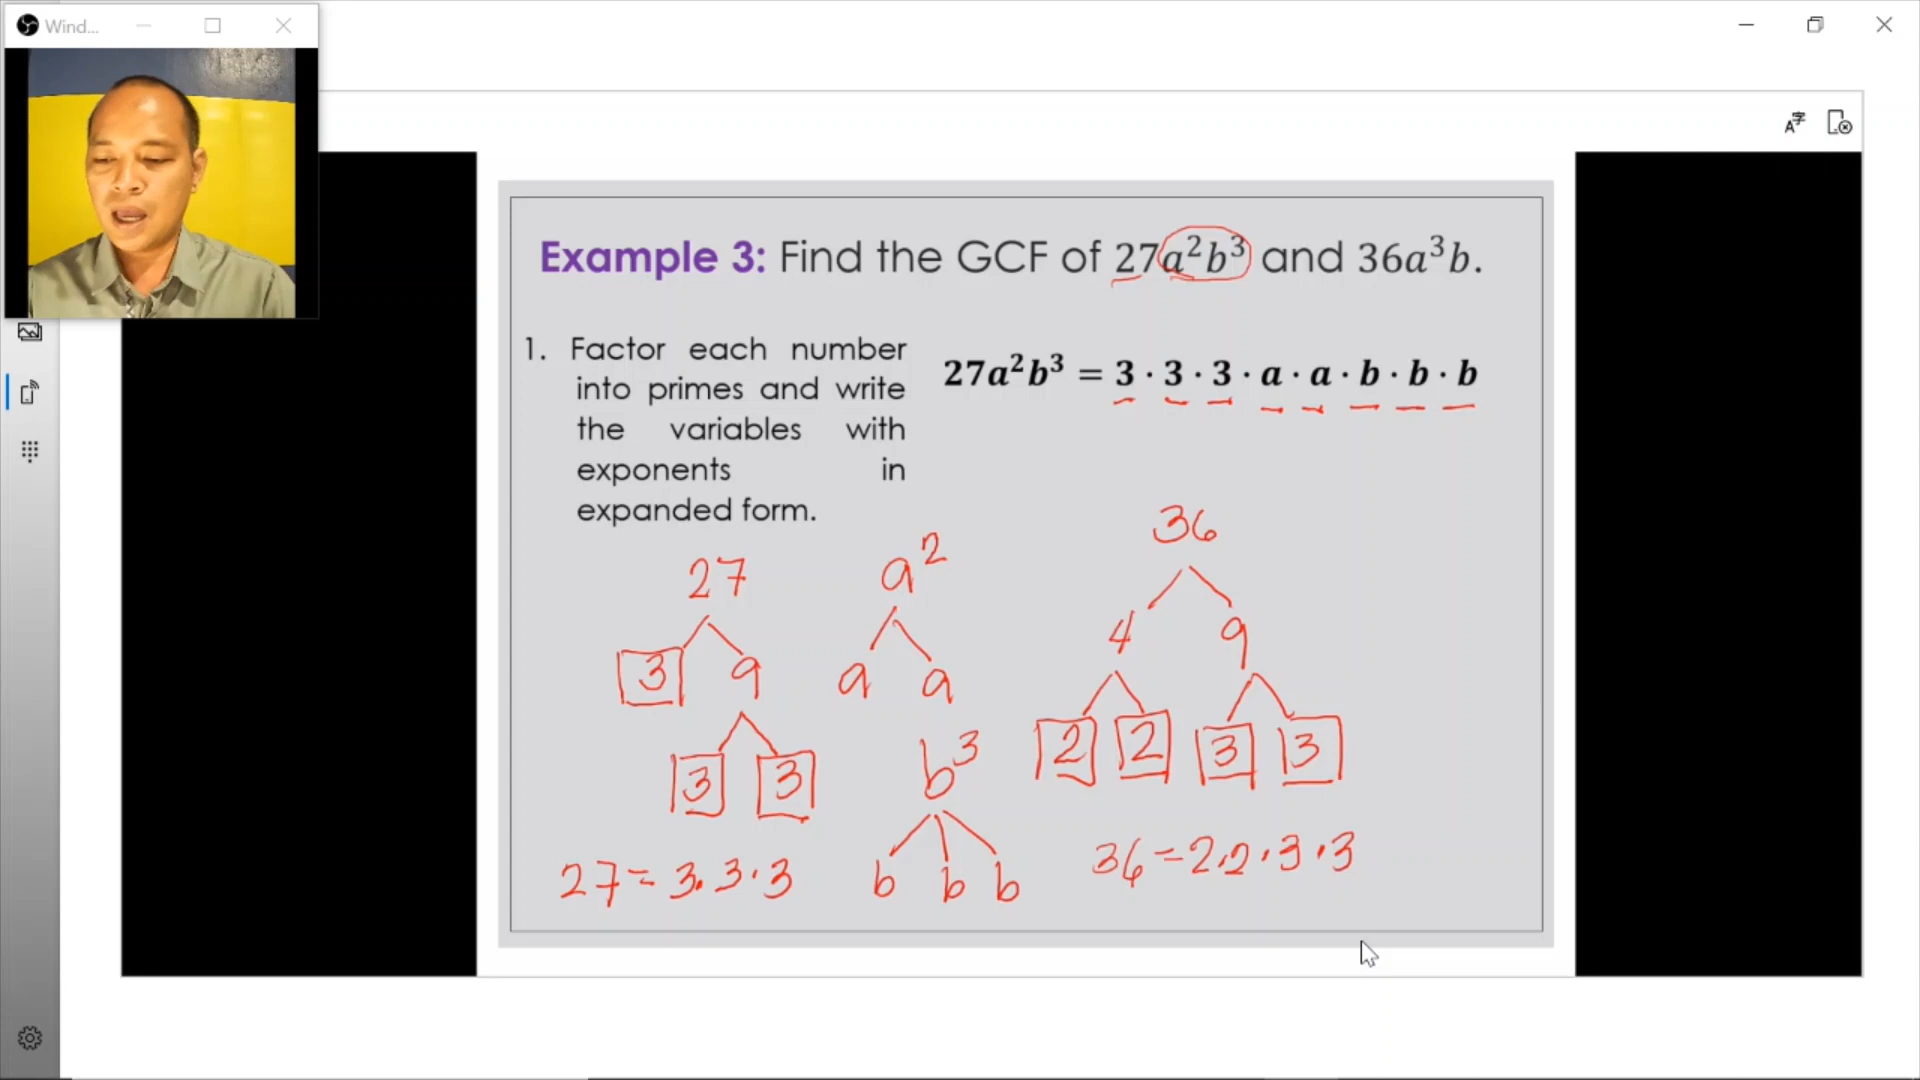 Wind...
Example 3: Find the GCF of 27a²b³ and 36a³b.
1. Factor each number
into primes and write
the variables with
exponents in
expanded form.
27a²b³ = 3 · 3 · 3 · a · a · b · b · b
27
3 9
3 3
27 = 3 · 3 · 3
a²
a a
b³
b b b
36
4 9
2 2 3 3
36 = 2 · 2 · 3 · 3